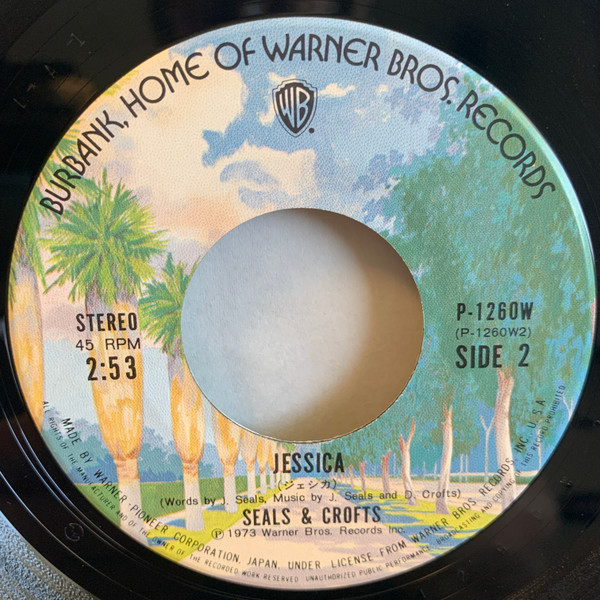 BURBANK, HOME OF WARNER BROS. RECORDS
WB
STEREO
45 RPM
2:53
P-1260W
(P-1260W2)
SIDE 2
JESSICA
(ジェシカ)
(Words by J. Seals, Music by J. Seals and D. Crofts)
SEALS & CROFTS
Ⓟ 1973 Warner Bros. Records Inc.
MADE BY WARNER-PIONEER CORPORATION, JAPAN, UNDER LICENSE FROM WARNER BROS. RECORDS, INC. U.S.A.
ALL RIGHTS OF THE MANUFACTURER AND OF THE OWNER OF THE RECORDED WORK RESERVED · UNAUTHORIZED PUBLIC PERFORMANCE, BROADCASTING AND COPYING OF THIS RECORD PROHIBITED